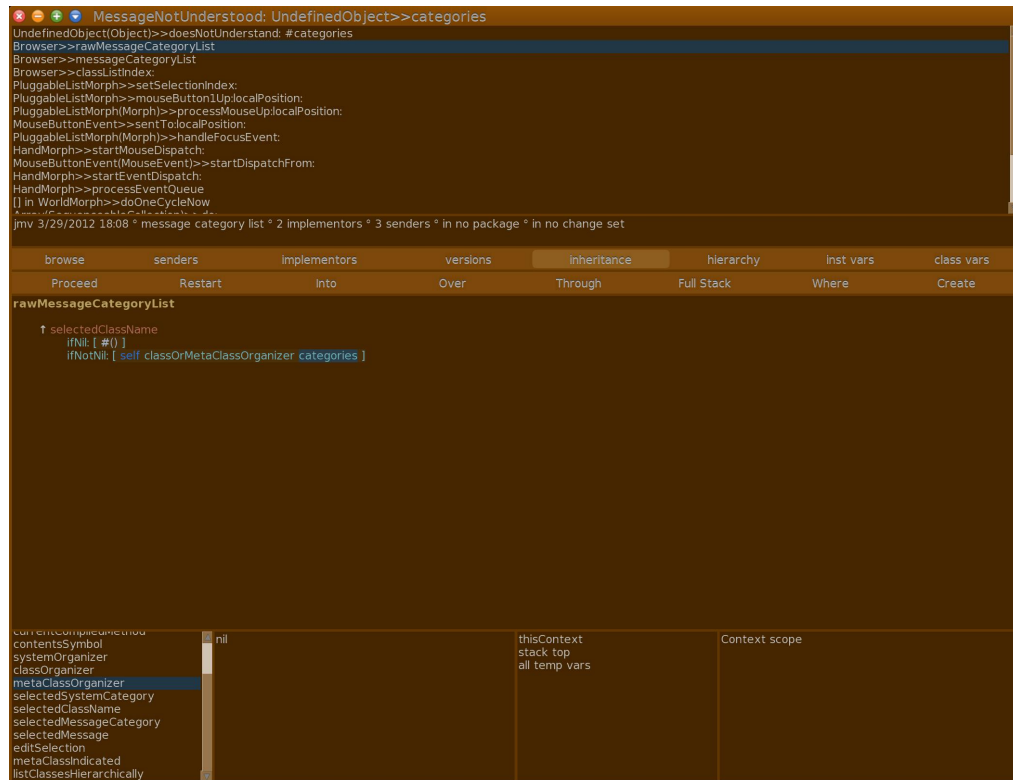 MessageNotUnderstood: UndefinedObject>>categories
UndefinedObject(Object)>>doesNotUnderstand: #categories
Browser>>rawMessageCategoryList
Browser>>messageCategoryList
Browser>>classListIndex:
PluggableListMorph>>setSelectionIndex:
PluggableListMorph>>mouseButton1Up:localPosition:
PluggableListMorph(Morph)>>processMouseUp:localPosition:
MouseButtonEvent>>sentTo:localPosition:
PluggableListMorph(Morph)>>handleFocusEvent:
HandMorph>>startMouseDispatch:
MouseButtonEvent(MouseEvent)>>startDispatchFrom:
HandMorph>>startEventDispatch:
HandMorph>>processEventQueue
[] in WorldMorph>>doOneCycleNow
Array(SequenceableCollection)>>do:
jmv 3/29/2012 18:08 ° message category list ° 2 implementors ° 3 senders ° in no package ° in no change set
browse senders implementors versions inheritance hierarchy inst vars class vars
Proceed Restart Into Over Through Full Stack Where Create
rawMessageCategoryList
↑ selectedClassName
ifNil: [ #() ]
ifNotNil: [ self classOrMetaClassOrganizer categories ]
currentCompiledMethod
contentsSymbol
systemOrganizer
classOrganizer
metaClassOrganizer
selectedSystemCategory
selectedClassName
selectedMessageCategory
selectedMessage
editSelection
metaClassIndicated
listClassesHierarchically
nil
thisContext
stack top
all temp vars
Context scope